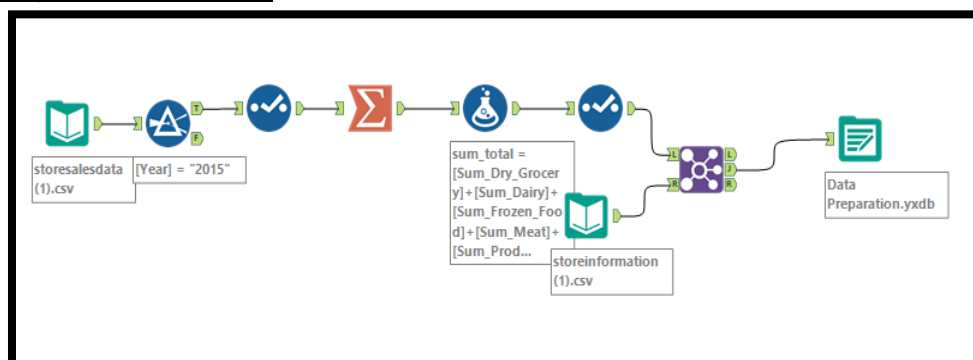 T
F
L
R
L
J
R
storesalesdata
(1).csv
[Year] = "2015"
sum_total =
[Sum_Dry_Grocer
y]+[Sum_Dairy]+
[Sum_Frozen_Foo
d]+[Sum_Meat]+
[Sum_Prod...
storeinformation
(1).csv
Data
Preparation.yxdb